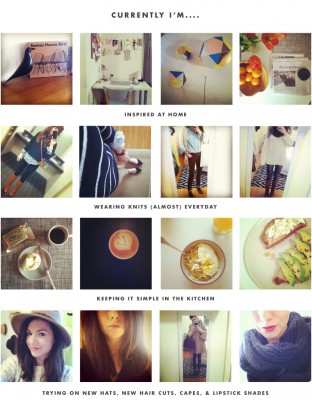 CURRENTLY I'M....
INSPIRED AT HOME
WEARING KNITS (ALMOST) EVERYDAY
KEEPING IT SIMPLE IN THE KITCHEN
TRYING ON NEW HATS, NEW HAIR CUTS, CAPES, & LIPSTICK SHADES